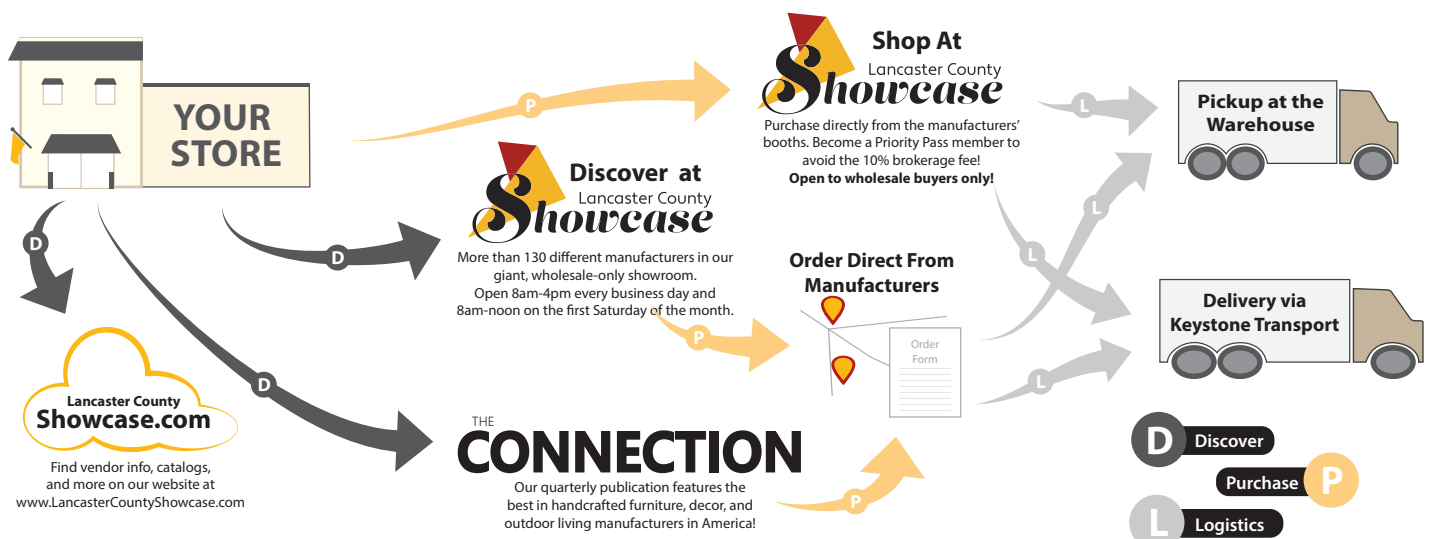 YOUR
STORE
P
Shop At
Lancaster County
Showcase
Purchase directly from the manufacturers’
booths. Become a Priority Pass member to
avoid the 10% brokerage fee!
Open to wholesale buyers only!
L
Pickup at the
Warehouse
D
D
Discover at
Lancaster County
Showcase
More than 130 different manufacturers in our
giant, wholesale-only showroom.
Open 8am-4pm every business day and
8am-noon on the first Saturday of the month.
P
Order Direct From
Manufacturers
Order
Form
L
L
L
Delivery via
Keystone Transport
Lancaster County
Showcase.com
Find vendor info, catalogs,
and more on our website at
www.LancasterCountyShowcase.com
D
THE
CONNECTION
Our quarterly publication features the
best in handcrafted furniture, decor, and
outdoor living manufacturers in America!
P
D Discover
Purchase P
L Logistics